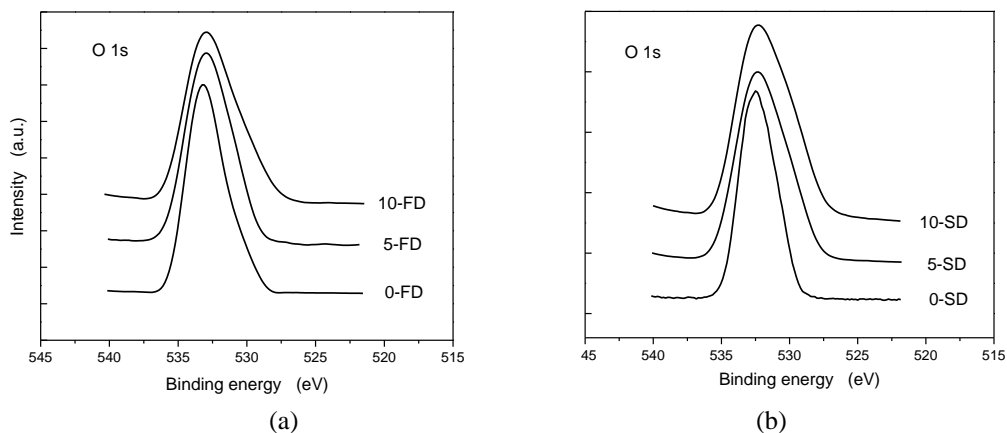 O 1s
Intensity (a.u.)
10-FD
5-FD
0-FD
545 540 535 530 525 520 515
Binding energy (eV)
(a)
O 1s
10-SD
5-SD
0-SD
45 540 535 530 525 520 515
Binding energy (eV)
(b)